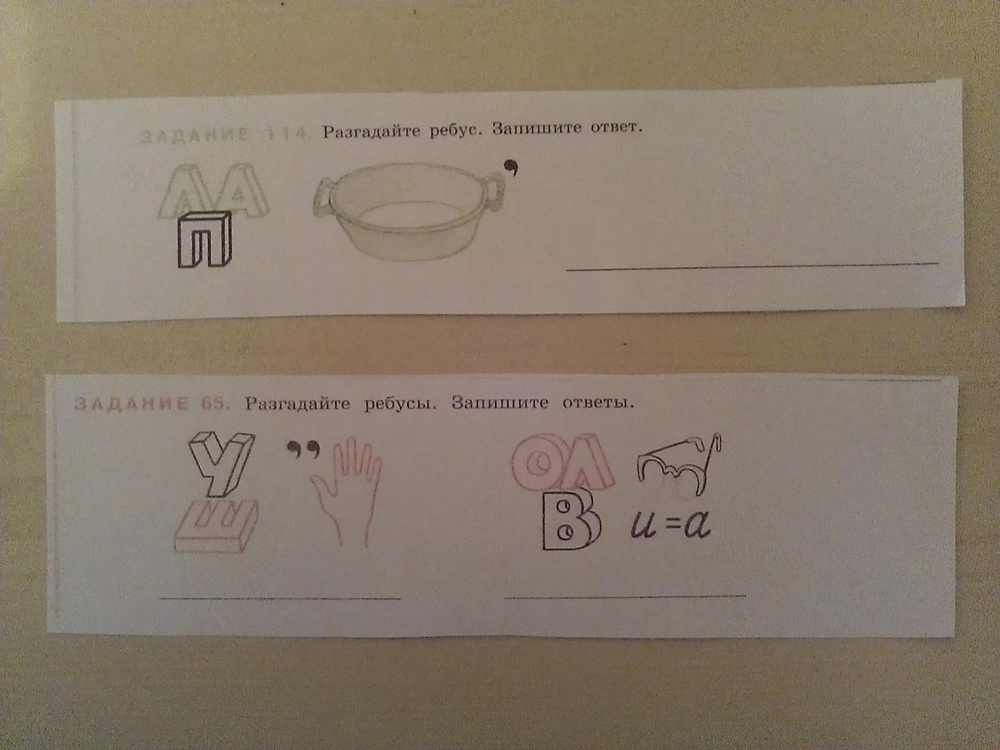 ЗАДАНИЕ 114. Разгадайте ребус. Запишите ответ.
ЛА ,
П
ЗАДАНИЕ 65. Разгадайте ребусы. Запишите ответы.
У ,, ОЛ
Ш В и=а